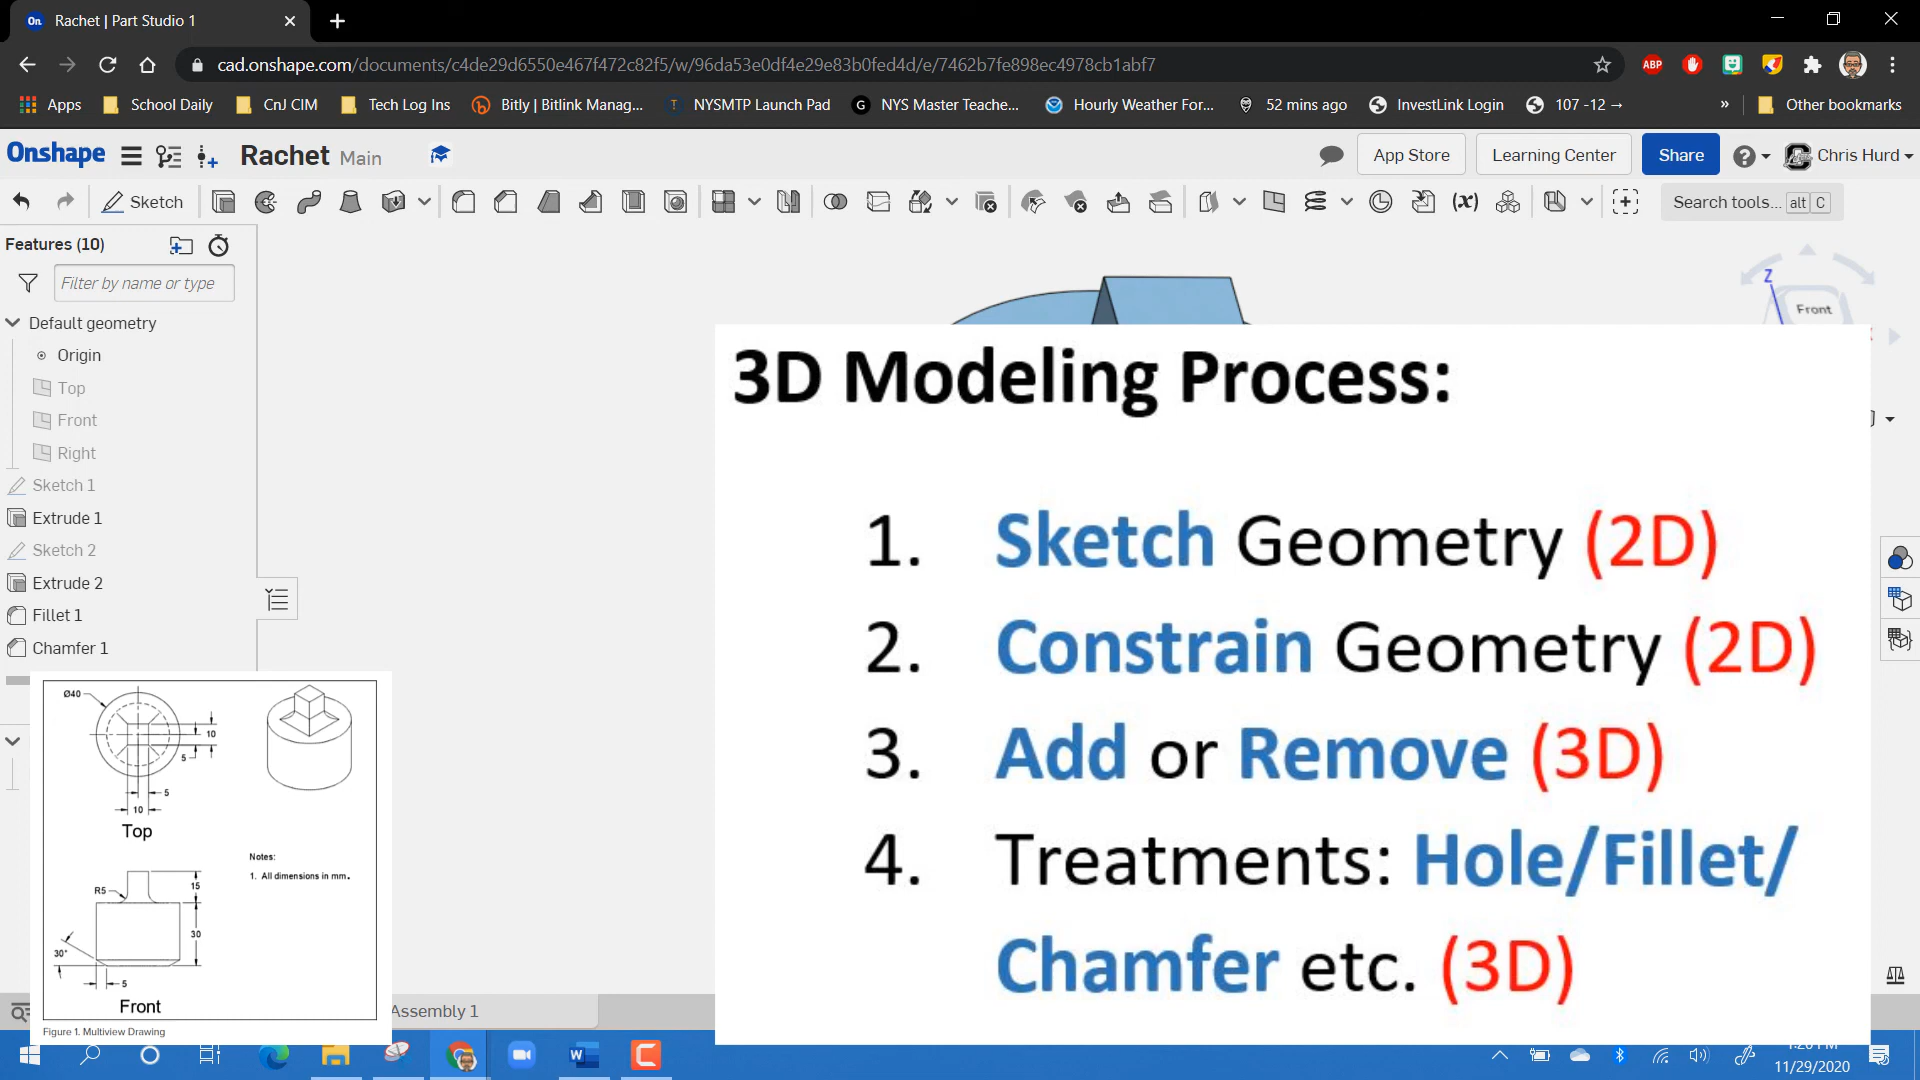 Rachet | Part Studio 1
cad.onshape.com/documents/c4de29d6550e467f472c82f5/w/96da53e0df4e29e83b0fed4d/e/7462b7fe898ec4978cb1abf7
ABP
Apps School Daily CnJ CIM Tech Log Ins Bitly | Bitlink Manag... NYSMTP Launch Pad NYS Master Teache... Hourly Weather For... 52 mins ago InvestLink Login 107 -12 → » Other bookmarks
Onshape Rachet Main App Store Learning Center Share Chris Hurd
Sketch (x) Search tools... alt C
Features (10)
Filter by name or type
Default geometry
Origin
Top
Front
Right
Sketch 1
Extrude 1
Sketch 2
Extrude 2
Fillet 1
Chamfer 1
Z
Front
3D Modeling Process:
1. Sketch Geometry (2D)
2. Constrain Geometry (2D)
3. Add or Remove (3D)
4. Treatments: Hole/Fillet/
Chamfer etc. (3D)
Ø40
10
5
5
10
Top
Notes:
1. All dimensions in mm.
R5
15
30
30°
5
Front
Figure 1. Multiview Drawing
Assembly 1
11/29/2020